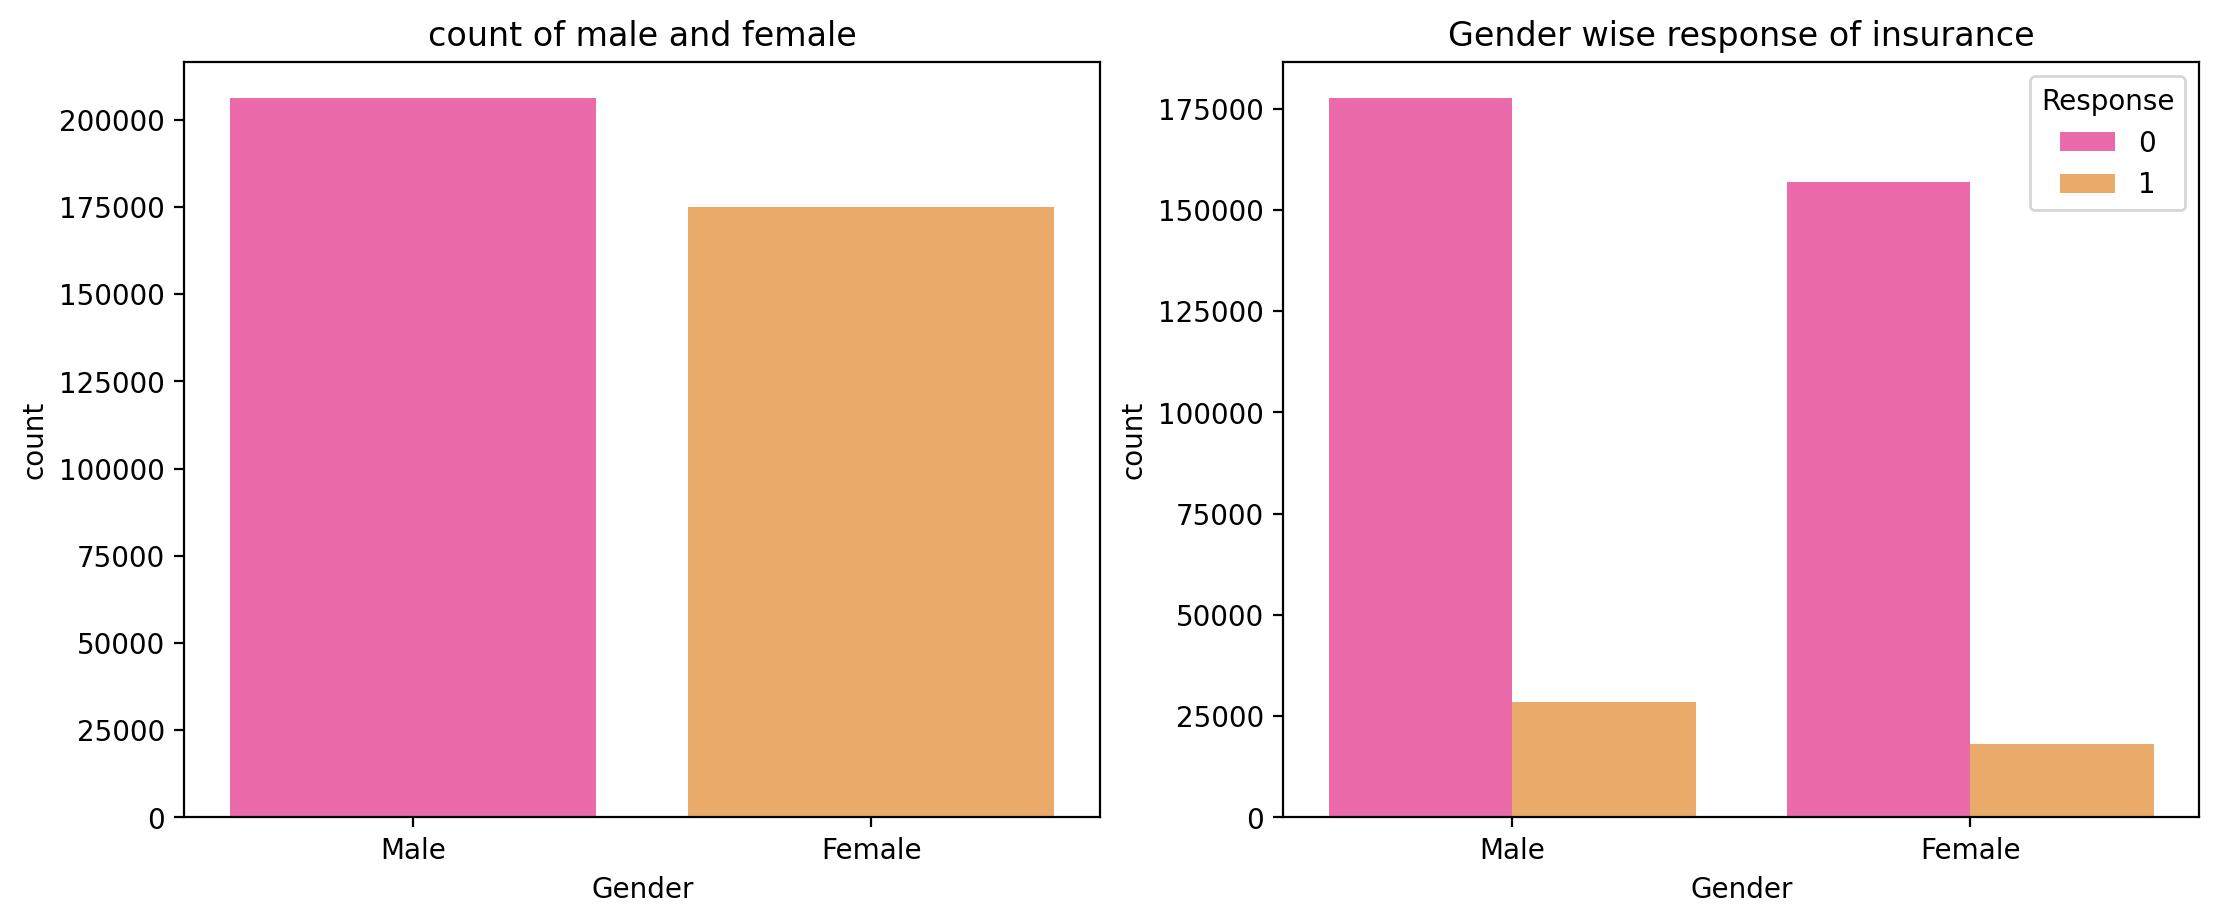 count of male and female
200000
175000
150000
125000
100000
75000
50000
25000
0
count
Male Female
Gender
Gender wise response of insurance
175000
150000
125000
100000
75000
50000
25000
0
count
Male Female
Gender
Response
0
1